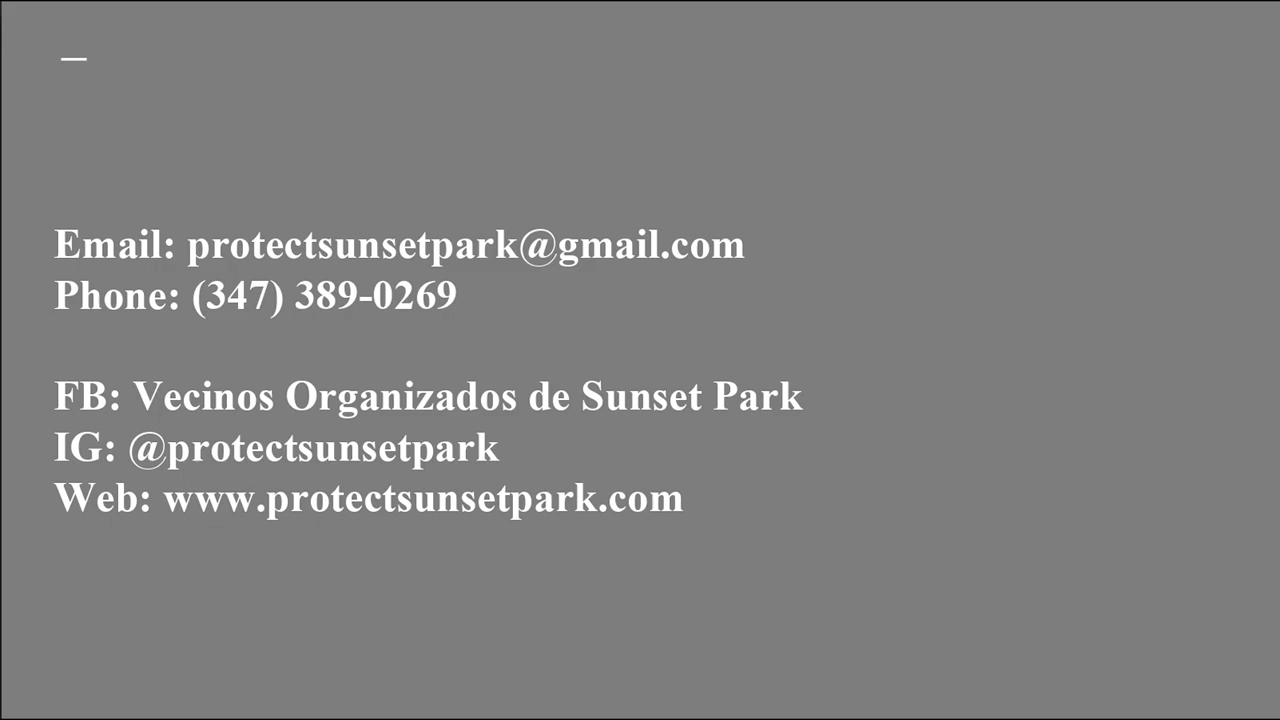 Email: protectsunsetpark@gmail.com
Phone: (347) 389-0269
FB: Vecinos Organizados de Sunset Park
IG: @protectsunsetpark
Web: www.protectsunsetpark.com